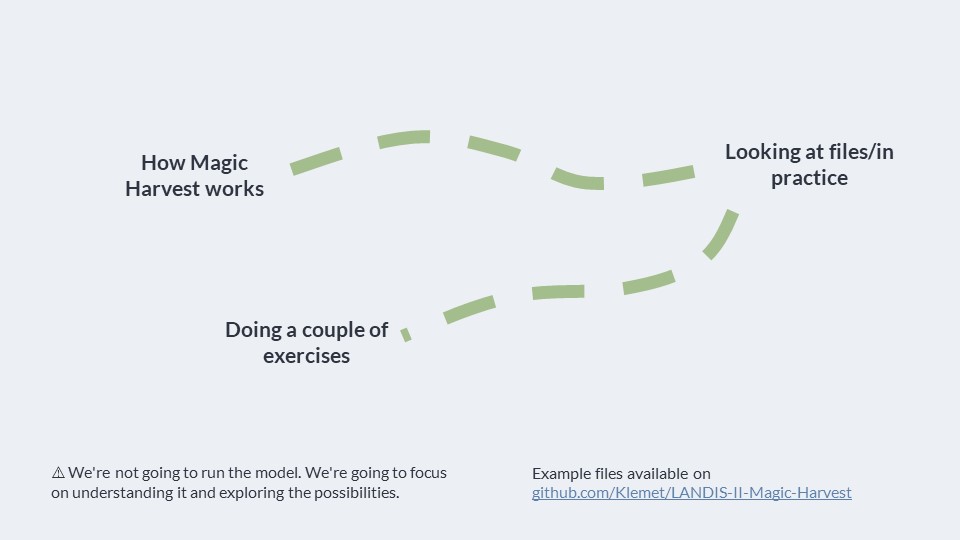 How Magic
Harvest works
Looking at files/in
practice
Doing a couple of
exercises
⚠ We're not going to run the model. We're going to focus
on understanding it and exploring the possibilities.
Example files available on
github.com/Klemet/LANDIS-II-Magic-Harvest